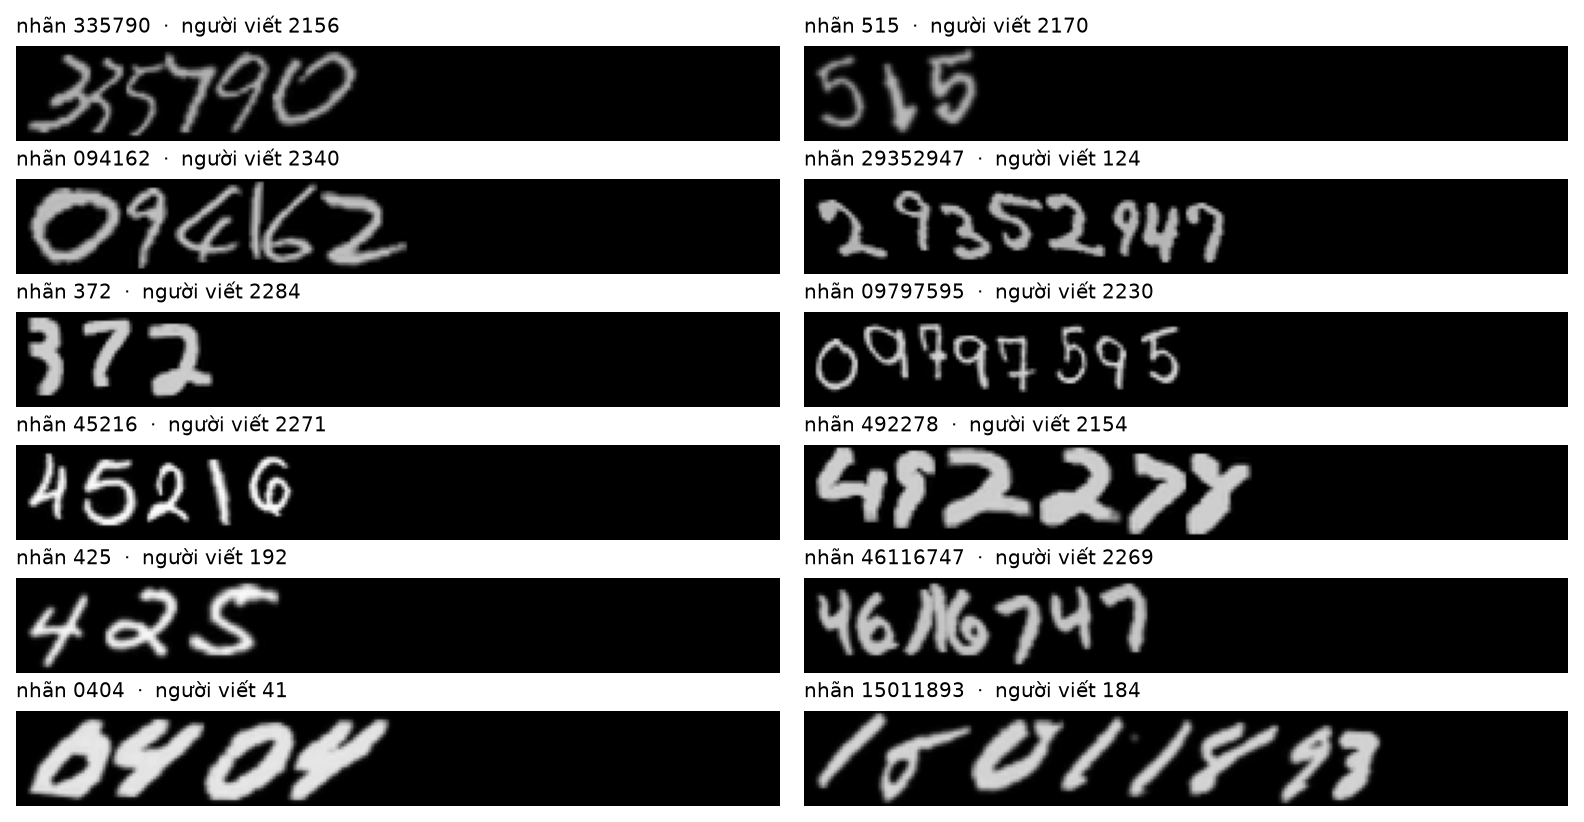 nhãn 335790 · người viết 2156
335790
nhãn 515 · người viết 2170
515
nhãn 094162 · người viết 2340
094162
nhãn 29352947 · người viết 124
29352947
nhãn 372 · người viết 2284
372
nhãn 09797595 · người viết 2230
09797595
nhãn 45216 · người viết 2271
45216
nhãn 492278 · người viết 2154
492278
nhãn 425 · người viết 192
425
nhãn 46116747 · người viết 2269
46116747
nhãn 0404 · người viết 41
0404
nhãn 15011893 · người viết 184
15011893